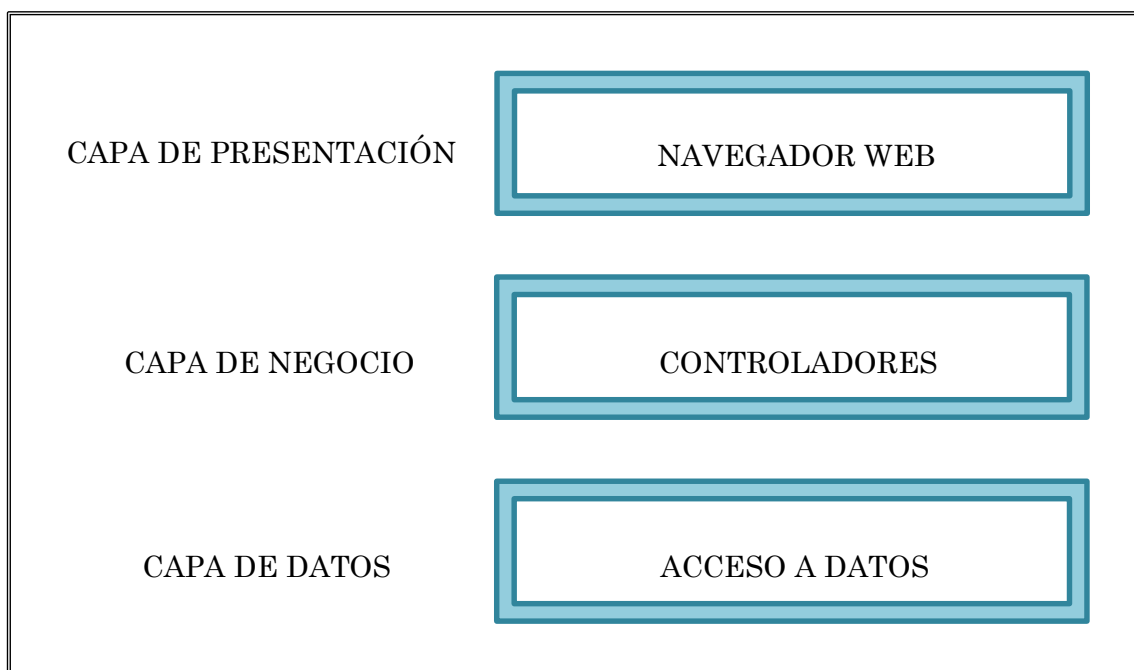 CAPA DE PRESENTACIÓN
NAVEGADOR WEB
CAPA DE NEGOCIO
CONTROLADORES
CAPA DE DATOS
ACCESO A DATOS